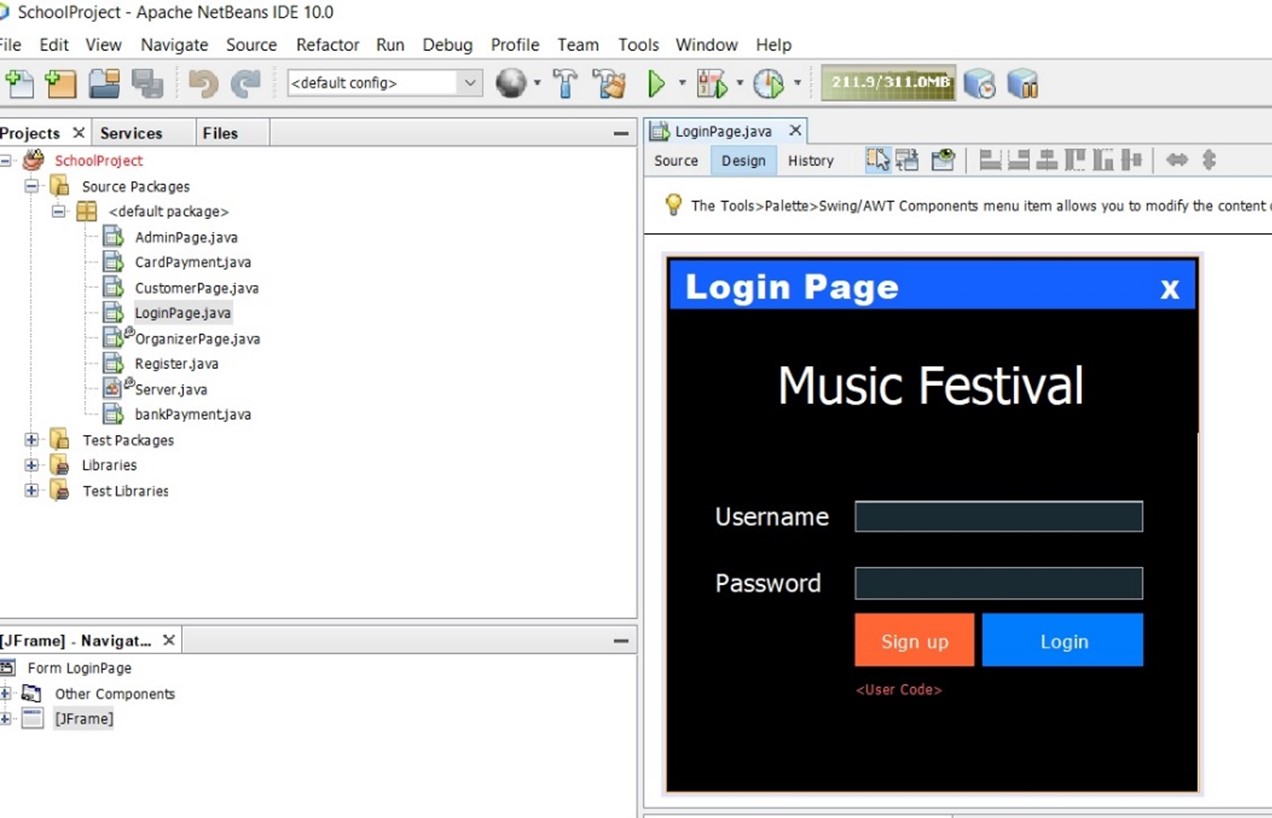 SchoolProject - Apache NetBeans IDE 10.0
File Edit View Navigate Source Refactor Run Debug Profile Team Tools Window Help
<default config>
211.9/311.0MB
Projects X Services Files
LoginPage.java X
SchoolProject
Source Design History
Source Packages
The Tools>Palette>Swing/AWT Components menu item allows you to modify the content
<default package>
AdminPage.java
CardPayment.java
CustomerPage.java
LoginPage.java
OrganizerPage.java
Register.java
Server.java
bankPayment.java
Test Packages
Libraries
Test Libraries
[JFrame] - Navigat... X
Form LoginPage
Other Components
[JFrame]
Login Page X
Music Festival
Username
Password
Sign up Login
<User Code>